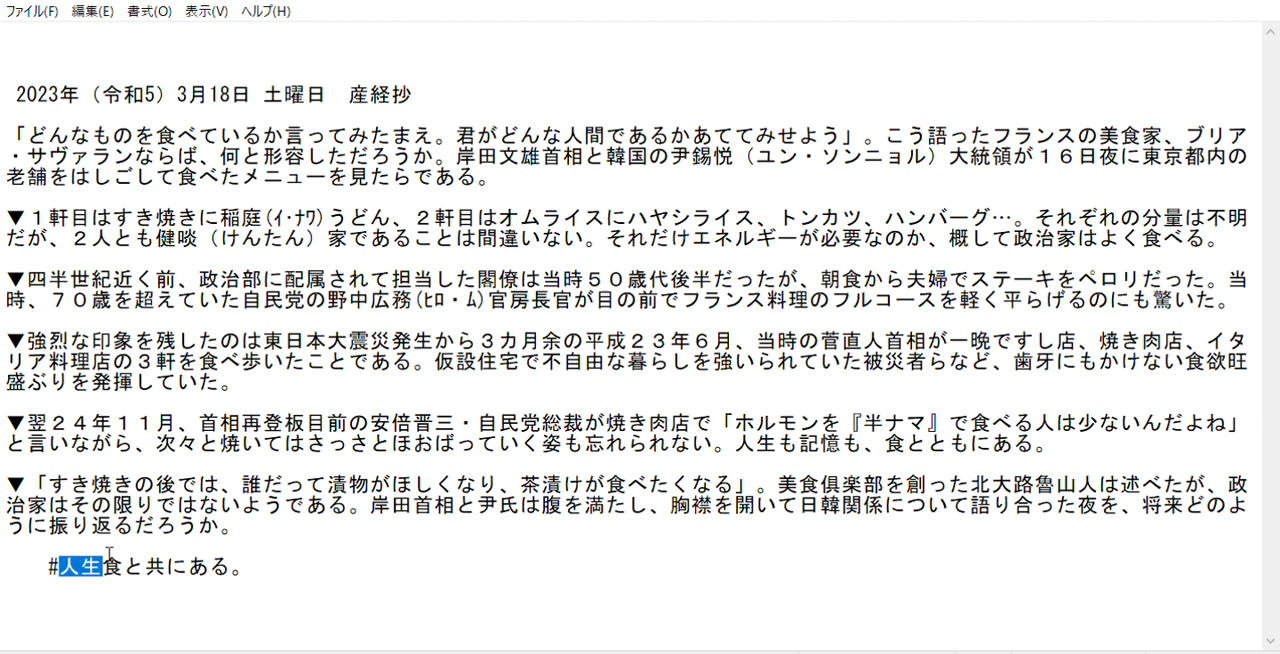 ファイル(F) 編集(E) 書式(O) 表示(V) ヘルプ(H)
2023年（令和5）3月18日 土曜日　産経抄
「どんなものを食べているか言ってみたまえ。君がどんな人間であるかあててみせよう」。こう語ったフランスの美食家、ブリア
・サヴァランならば、何と形容しただろうか。岸田文雄首相と韓国の尹錫悦（ユン・ソンニョル）大統領が１６日夜に東京都内の
老舗をはしごして食べたメニューを見たらである。
▼１軒目はすき焼きに稲庭(ｲ･ﾅﾜ)うどん、２軒目はオムライスにハヤシライス、トンカツ、ハンバーグ…。それぞれの分量は不明
だが、２人とも健啖（けんたん）家であることは間違いない。それだけエネルギーが必要なのか、概して政治家はよく食べる。
▼四半世紀近く前、政治部に配属されて担当した閣僚は当時５０歳代後半だったが、朝食から夫婦でステーキをペロリだった。当
時、７０歳を超えていた自民党の野中広務(ﾋﾛ・ﾑ)官房長官が目の前でフランス料理のフルコースを軽く平らげるのにも驚いた。
▼強烈な印象を残したのは東日本大震災発生から３カ月余の平成２３年６月、当時の菅直人首相が一晩ですし店、焼き肉店、イタ
リア料理店の３軒を食べ歩いたことである。仮設住宅で不自由な暮らしを強いられていた被災者らなど、歯牙にもかけない食欲旺
盛ぶりを発揮していた。
▼翌２４年１１月、首相再登板目前の安倍晋三・自民党総裁が焼き肉店で「ホルモンを『半ナマ』で食べる人は少ないんだよね」
と言いながら、次々と焼いてはさっさとほおばっていく姿も忘れられない。人生も記憶も、食とともにある。
▼「すき焼きの後では、誰だって漬物がほしくなり、茶漬けが食べたくなる」。美食倶楽部を創った北大路魯山人は述べたが、政
治家はその限りではないようである。岸田首相と尹氏は腹を満たし、胸襟を開いて日韓関係について語り合った夜を、将来どのよ
うに振り返るだろうか。
#人生食と共にある。